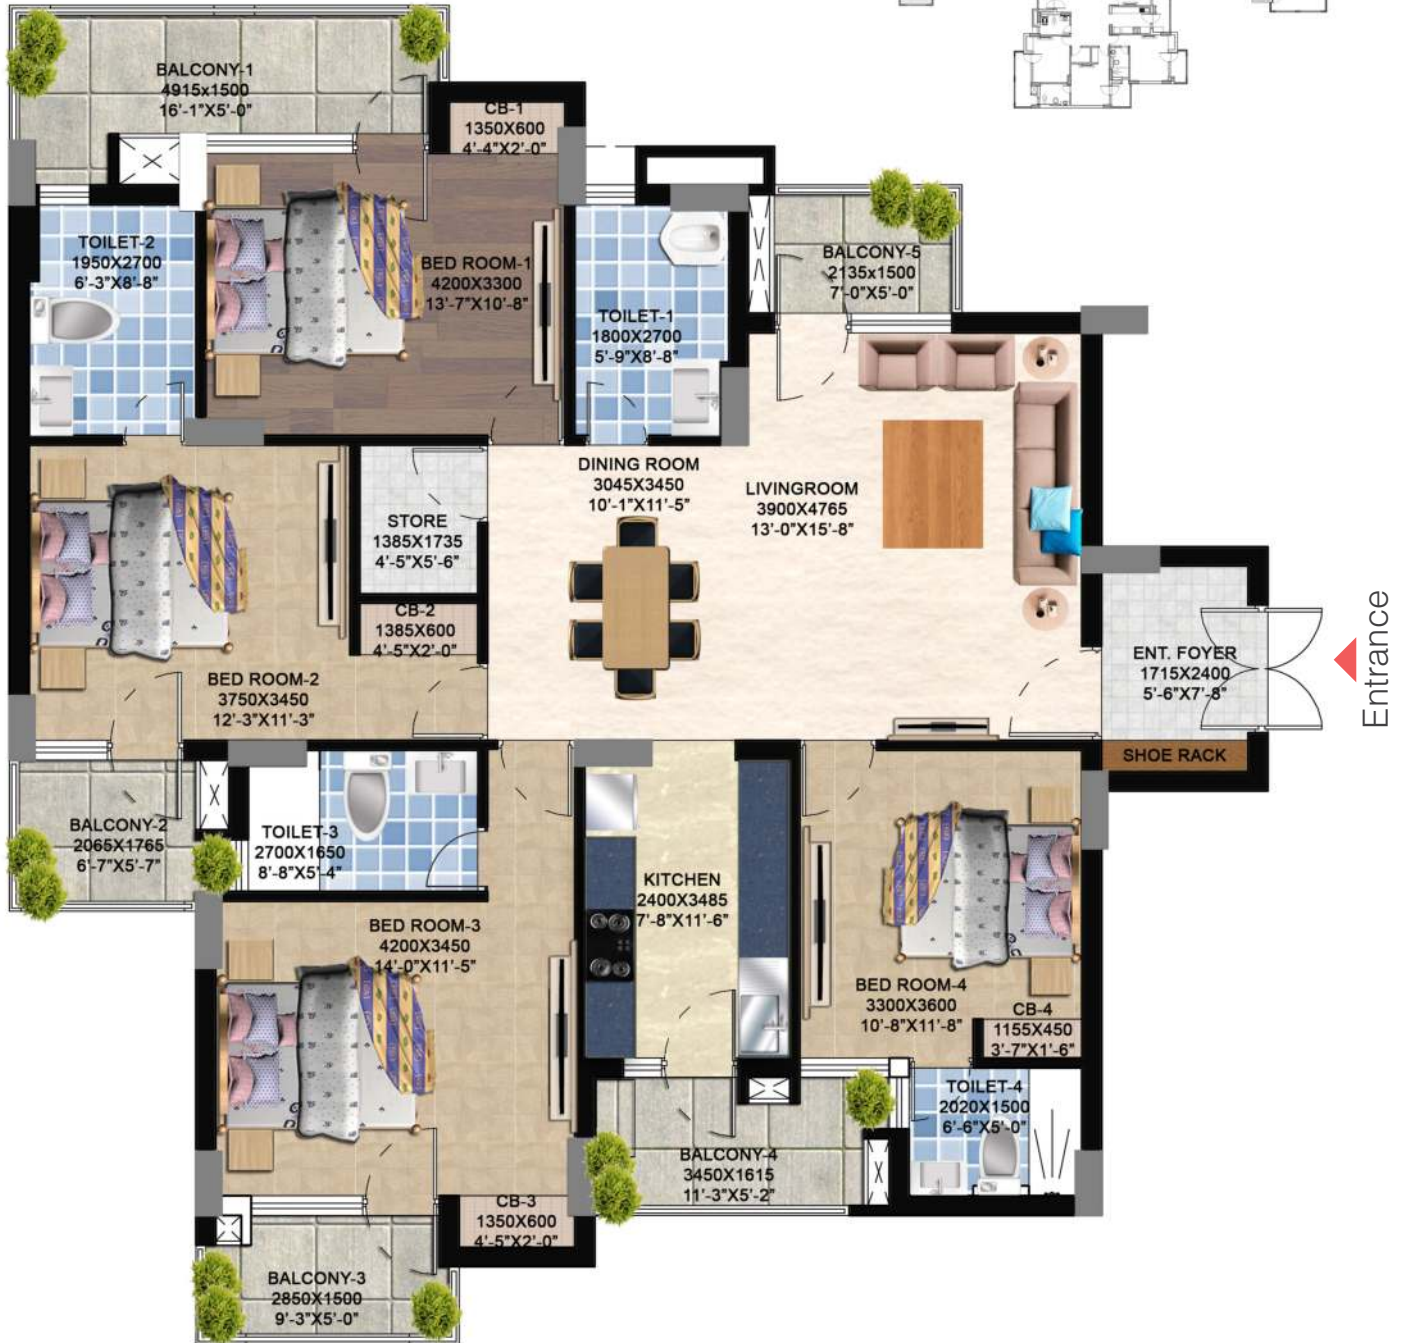 BALCONY-1
4915x1500
16'-1"X5'-0"
CB-1
1350X600
4'-4"X2'-0"
TOILET-2
1950X2700
6'-3"X8'-8"
BED ROOM-1
4200X3300
13'-7"X10'-8"
TOILET-1
1800X2700
5'-9"X8'-8"
BALCONY-5
2135x1500
7'-0"X5'-0"
DINING ROOM
3045X3450
10'-1"X11'-5"
LIVINGROOM
3900X4765
13'-0"X15'-8"
STORE
1385X1735
4'-5"X5'-6"
CB-2
1385X600
4'-5"X2'-0"
BED ROOM-2
3750X3450
12'-3"X11'-3"
ENT. FOYER
1715X2400
5'-6"X7'-8"
Entrance
SHOE RACK
BALCONY-2
2065X1765
6'-7"X5'-7"
TOILET-3
2700X1650
8'-8"X5'-4"
KITCHEN
2400X3485
7'-8"X11'-6"
BED ROOM-3
4200X3450
14'-0"X11'-5"
BED ROOM-4
3300X3600
10'-8"X11'-8"
CB-4
1155X450
3'-7"X1'-6"
TOILET-4
2020X1500
6'-6"X5'-0"
BALCONY-4
3450X1615
11'-3"X5'-2"
CB-3
1350X600
4'-5"X2'-0"
BALCONY-3
2850X1500
9'-3"X5'-0"